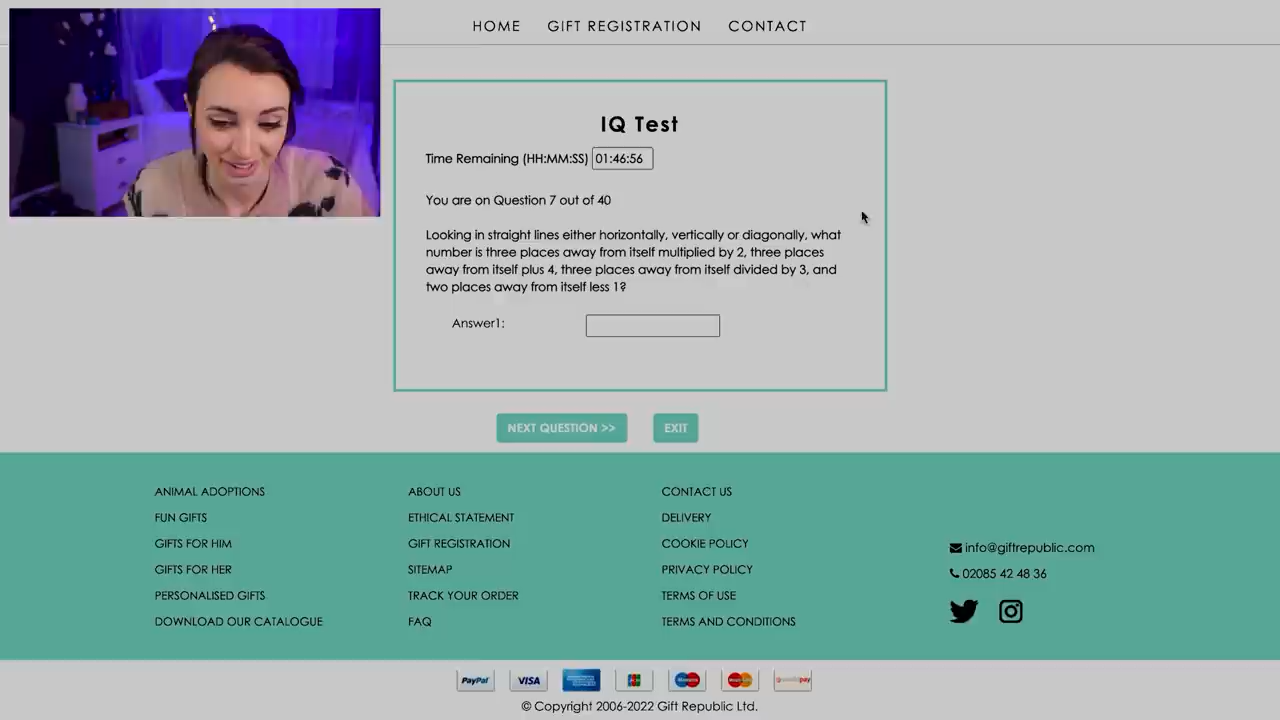 HOME GIFT REGISTRATION CONTACT
IQ Test
Time Remaining (HH:MM:SS) 01:46:56
You are on Question 7 out of 40
Looking in straight lines either horizontally, vertically or diagonally, what
number is three places away from itself multiplied by 2, three places
away from itself plus 4, three places away from itself divided by 3, and
two places away from itself less 1?
Answer1:
NEXT QUESTION >> EXIT
ANIMAL ADOPTIONS ABOUT US CONTACT US
FUN GIFTS ETHICAL STATEMENT DELIVERY
GIFTS FOR HIM GIFT REGISTRATION COOKIE POLICY info@giftrepublic.com
GIFTS FOR HER SITEMAP PRIVACY POLICY 02085 42 48 36
PERSONALISED GIFTS TRACK YOUR ORDER TERMS OF USE
DOWNLOAD OUR CATALOGUE FAQ TERMS AND CONDITIONS
PayPal VISA
© Copyright 2006-2022 Gift Republic Ltd.